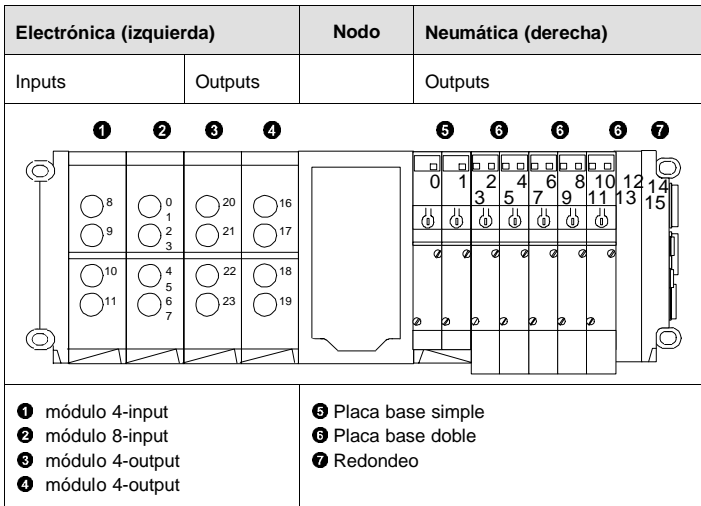 Electrónica (izquierda) Nodo Neumática (derecha)
Inputs Outputs Outputs
1 2 3 4 5 6 6 6 7
0 1 2 4 6 8 10 12 14
3 5 7 9 11 13 15
8 0 20 16
1
9 2 21 17
3
10 4 22 18
5
11 6 23 19
7
1 módulo 4-input
2 módulo 8-input
3 módulo 4-output
4 módulo 4-output
5 Placa base simple
6 Placa base doble
7 Redondeo